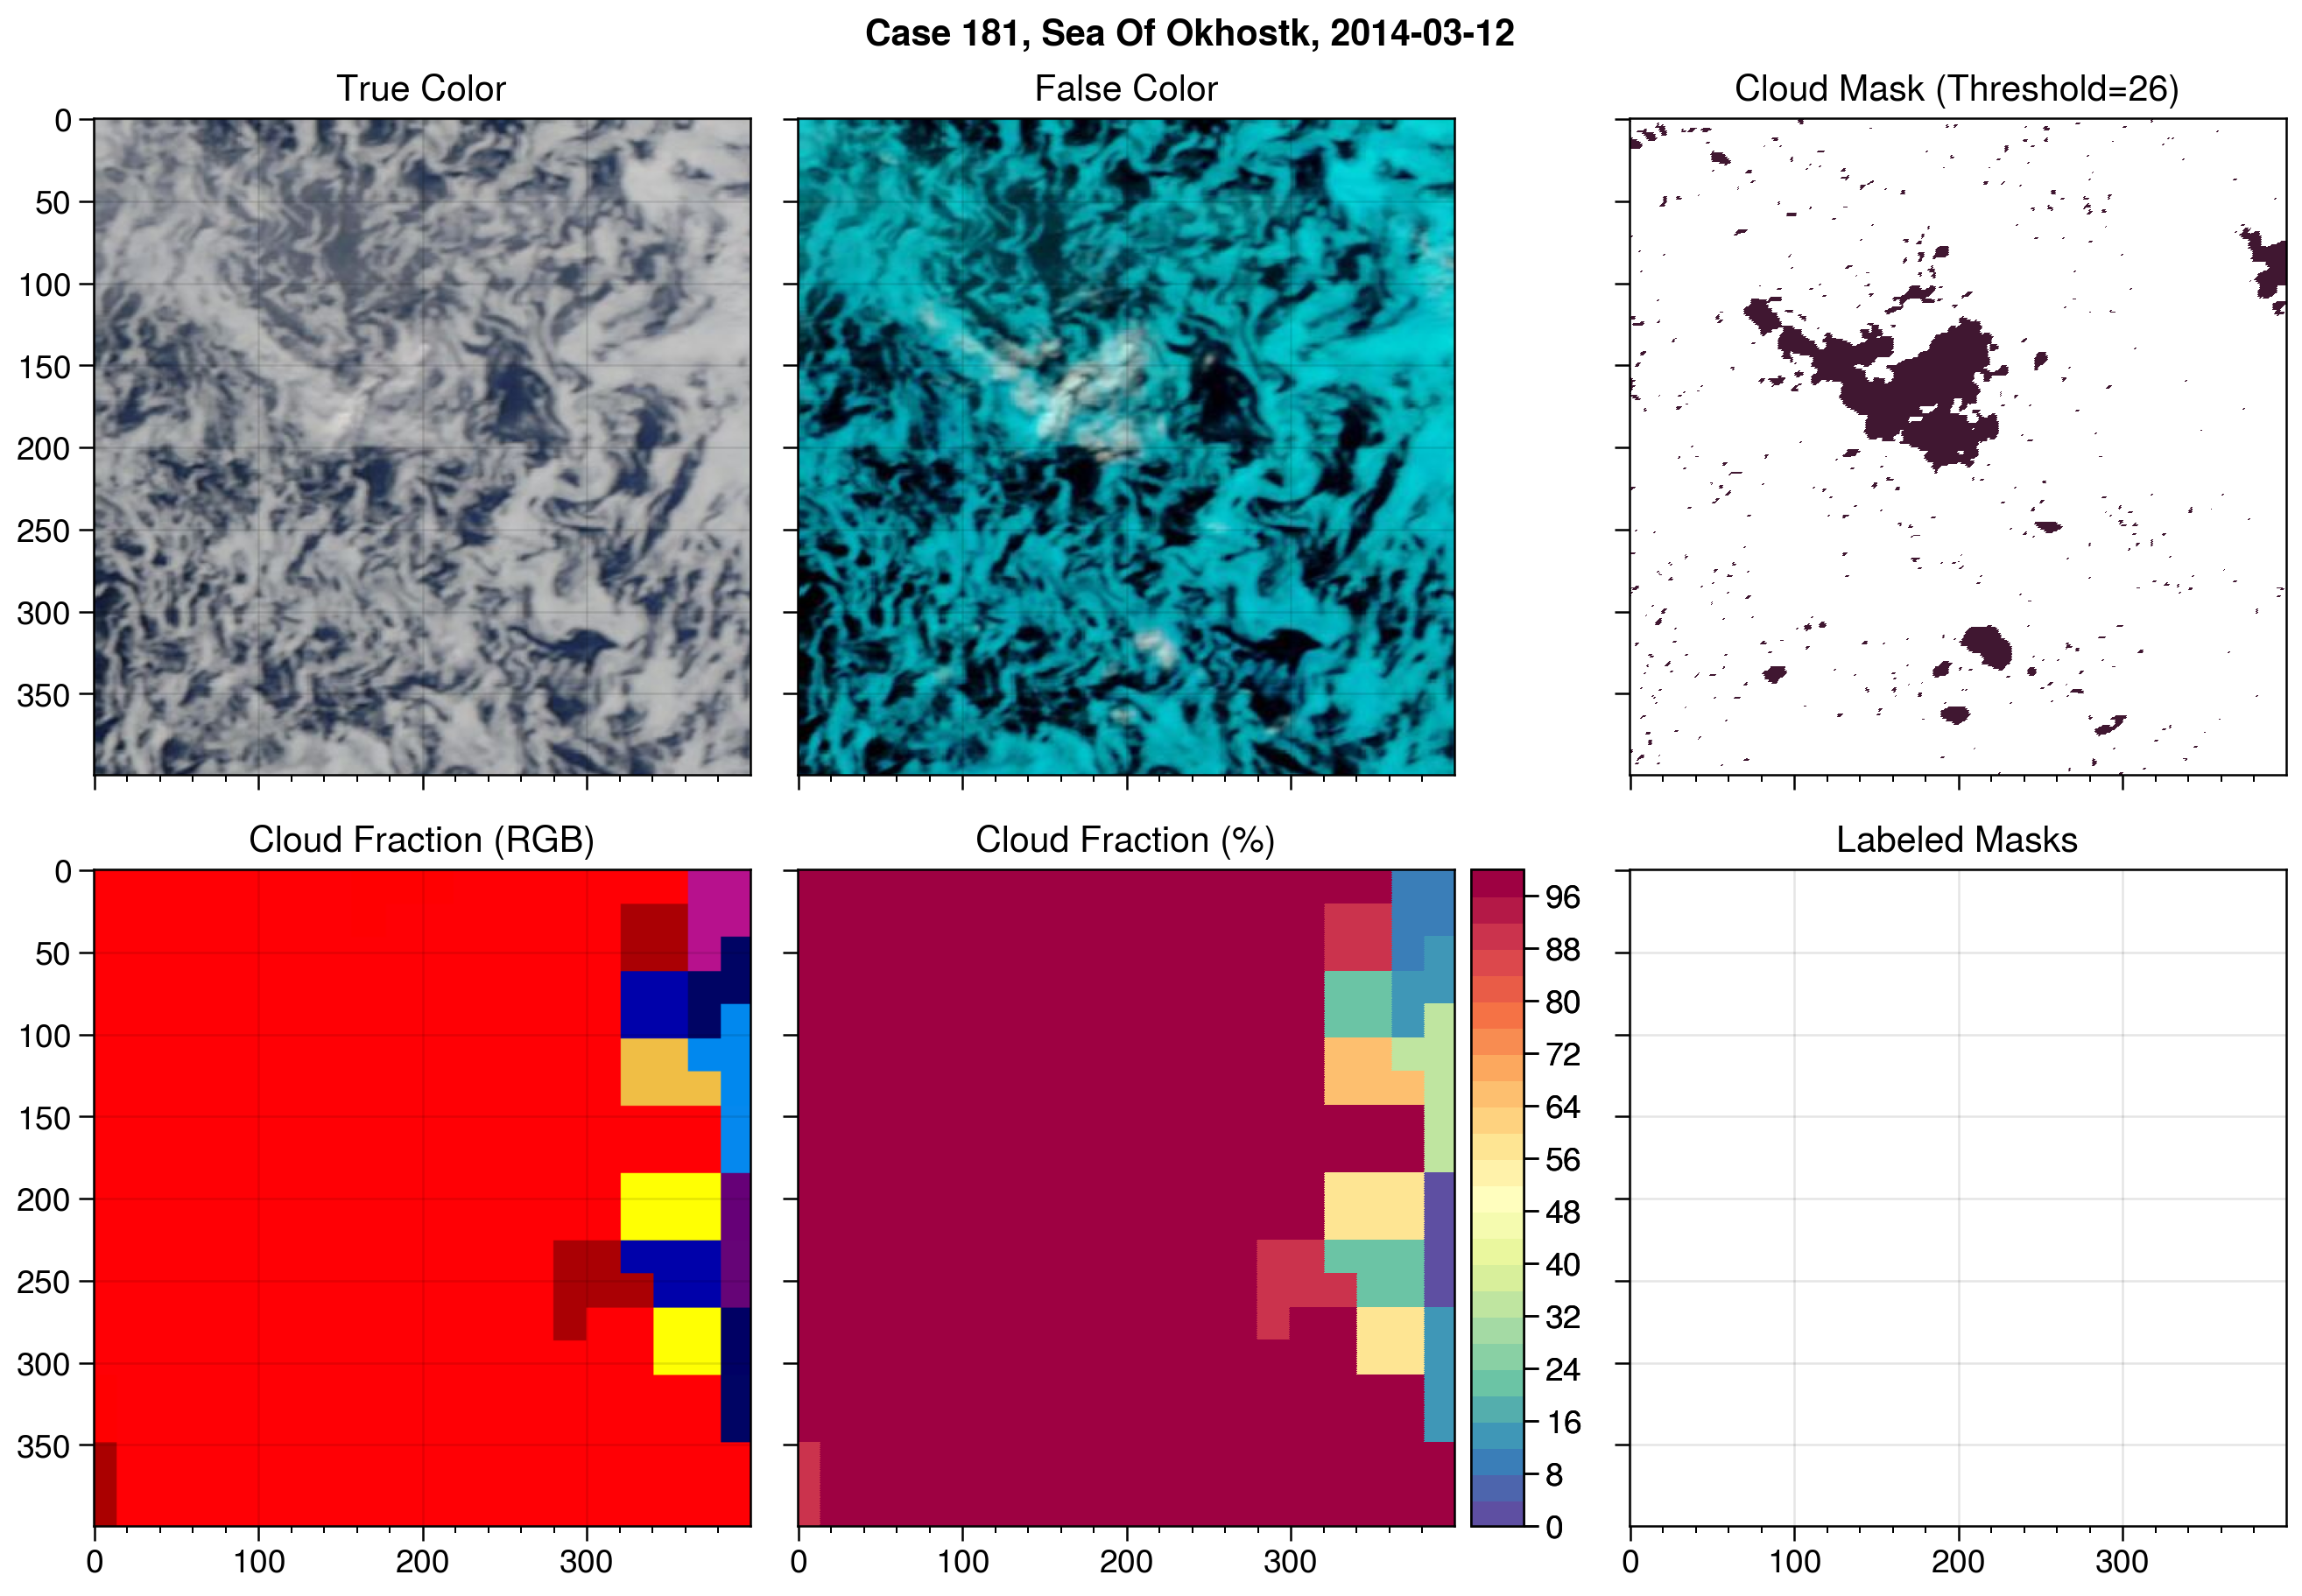 Case 181, Sea Of Okhostk, 2014-03-12
True Color
False Color
Cloud Mask (Threshold=26)
0
50
100
150
200
250
300
350
Cloud Fraction (RGB)
Cloud Fraction (%)
Labeled Masks
0
50
100
150
200
250
300
350
96
88
80
72
64
56
48
40
32
24
16
8
0
0 100 200 300
0 100 200 300
0 100 200 300